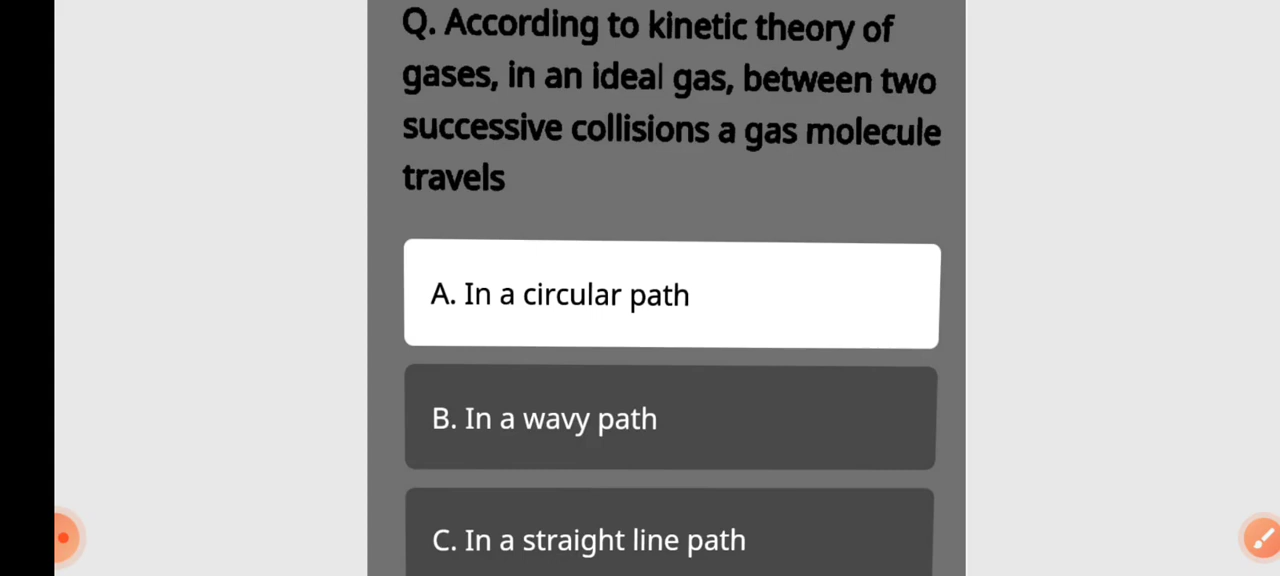 Q. According to kinetic theory of
gases, in an ideal gas, between two
successive collisions a gas molecule
travels
A. In a circular path
B. In a wavy path
C. In a straight line path